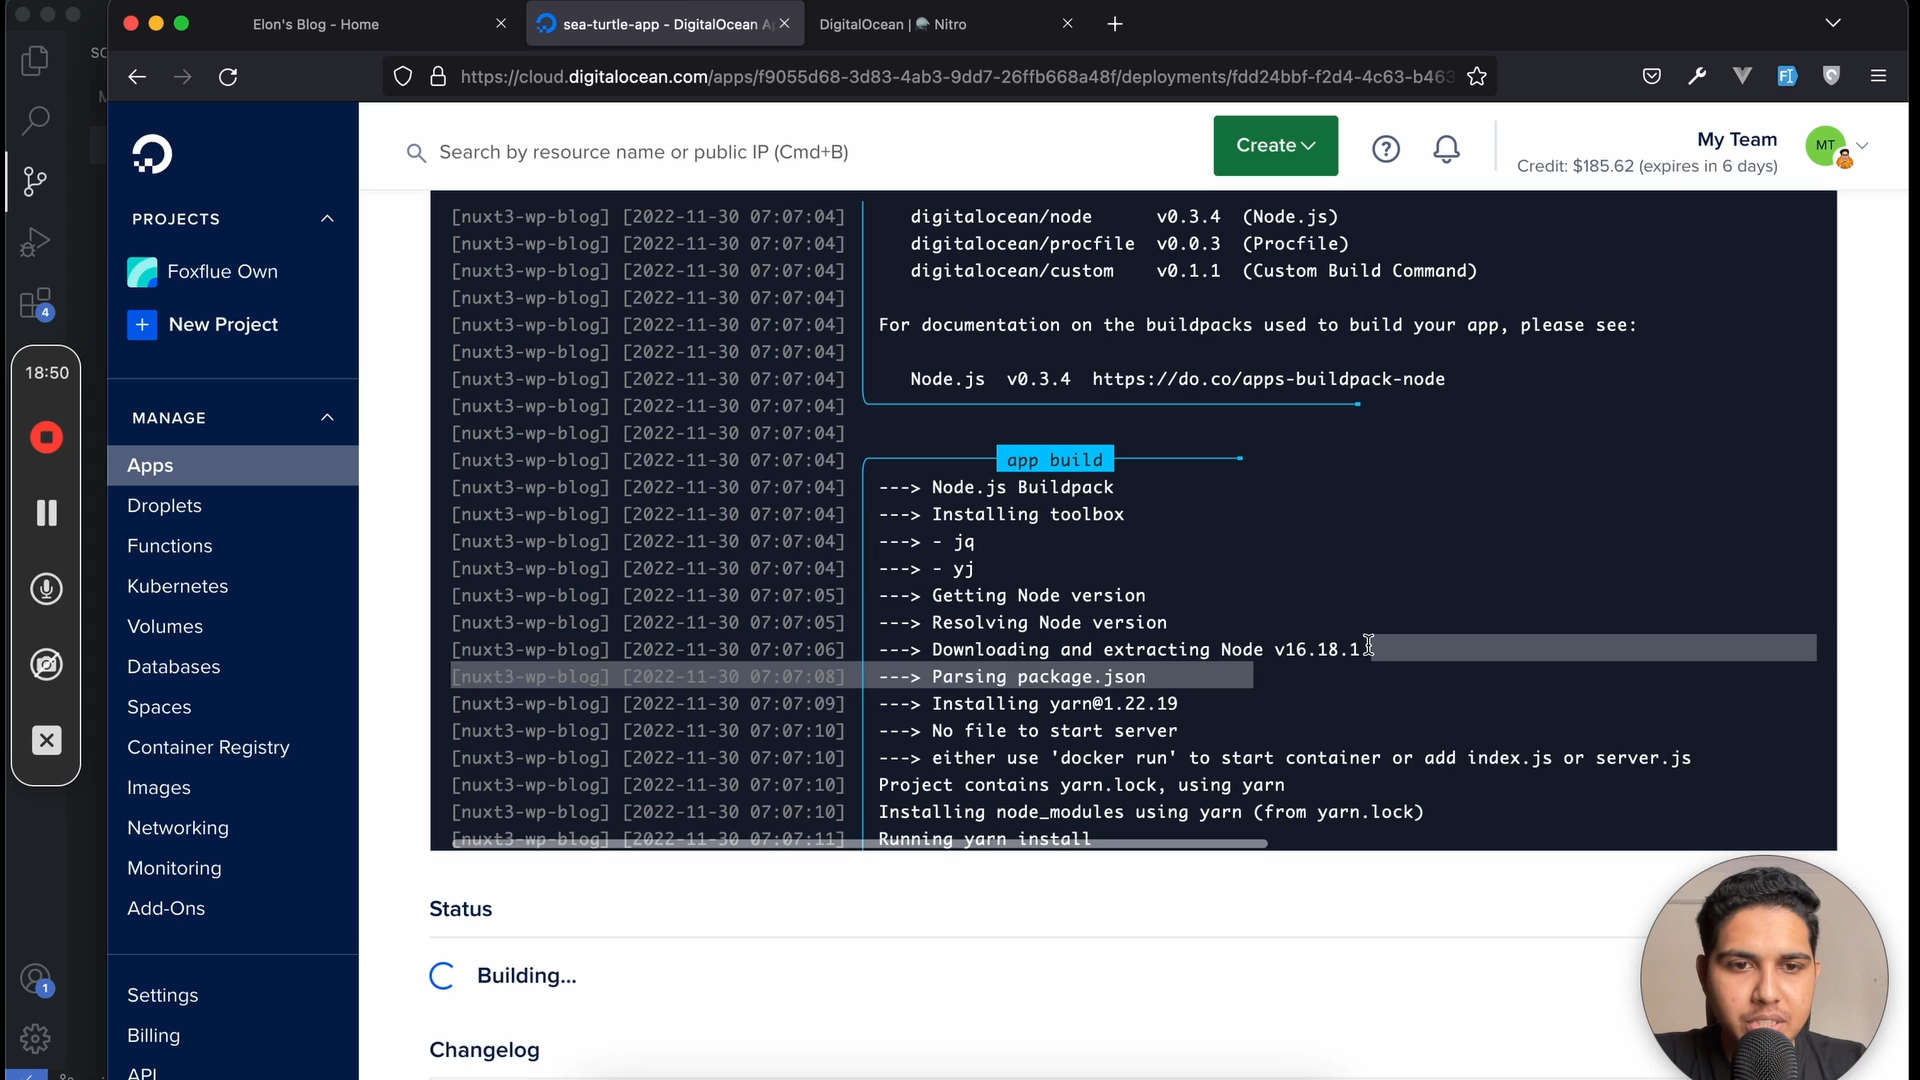 Elon's Blog - Home
sea-turtle-app - DigitalOcean A
DigitalOcean | Nitro
https://cloud.digitalocean.com/apps/f9055d68-3d83-4ab3-9dd7-26ffb668a48f/deployments/fdd24bbf-f2d4-4c63-b463
SC
M
4
18:50
1
PROJECTS
Foxflue Own
New Project
MANAGE
Apps
Droplets
Functions
Kubernetes
Volumes
Databases
Spaces
Container Registry
Images
Networking
Monitoring
Add-Ons
Settings
Billing
API
Search by resource name or public IP (Cmd+B)
Create
My Team
Credit: $185.62 (expires in 6 days)
MT
[nuxt3-wp-blog] [2022-11-30 07:07:04] digitalocean/node v0.3.4 (Node.js)
[nuxt3-wp-blog] [2022-11-30 07:07:04] digitalocean/procfile v0.0.3 (Procfile)
[nuxt3-wp-blog] [2022-11-30 07:07:04] digitalocean/custom v0.1.1 (Custom Build Command)
[nuxt3-wp-blog] [2022-11-30 07:07:04]
[nuxt3-wp-blog] [2022-11-30 07:07:04] For documentation on the buildpacks used to build your app, please see:
[nuxt3-wp-blog] [2022-11-30 07:07:04]
[nuxt3-wp-blog] [2022-11-30 07:07:04] Node.js v0.3.4 https://do.co/apps-buildpack-node
[nuxt3-wp-blog] [2022-11-30 07:07:04]
[nuxt3-wp-blog] [2022-11-30 07:07:04]
[nuxt3-wp-blog] [2022-11-30 07:07:04] app build
[nuxt3-wp-blog] [2022-11-30 07:07:04] ---> Node.js Buildpack
[nuxt3-wp-blog] [2022-11-30 07:07:04] ---> Installing toolbox
[nuxt3-wp-blog] [2022-11-30 07:07:04] ---> - jq
[nuxt3-wp-blog] [2022-11-30 07:07:04] ---> - yj
[nuxt3-wp-blog] [2022-11-30 07:07:05] ---> Getting Node version
[nuxt3-wp-blog] [2022-11-30 07:07:05] ---> Resolving Node version
[nuxt3-wp-blog] [2022-11-30 07:07:06] ---> Downloading and extracting Node v16.18.1
[nuxt3-wp-blog] [2022-11-30 07:07:08] ---> Parsing package.json
[nuxt3-wp-blog] [2022-11-30 07:07:09] ---> Installing yarn@1.22.19
[nuxt3-wp-blog] [2022-11-30 07:07:10] ---> No file to start server
[nuxt3-wp-blog] [2022-11-30 07:07:10] ---> either use 'docker run' to start container or add index.js or server.js
[nuxt3-wp-blog] [2022-11-30 07:07:10] Project contains yarn.lock, using yarn
[nuxt3-wp-blog] [2022-11-30 07:07:10] Installing node_modules using yarn (from yarn.lock)
[nuxt3-wp-blog] [2022-11-30 07:07:11] Running yarn install
Status
Building...
Changelog